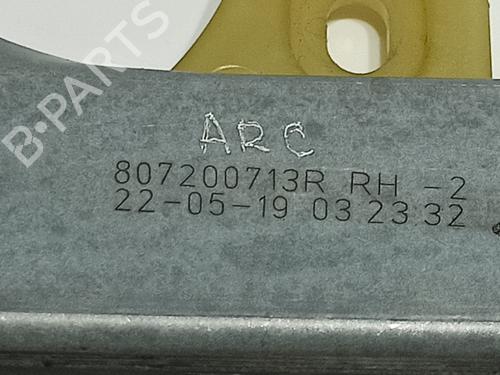 B-PARTS
ARC
807200713R RH -2
22-05-19 03 23 32